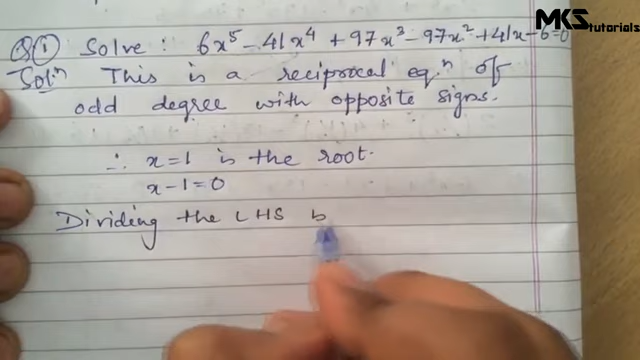 MKS tutorials
Q① Solve : 6x⁵ - 41x⁴ + 97x³ - 97x² + 41x - 6 = 0
Solⁿ This is a reciprocal eqⁿ of
odd degree with opposite signs.
∴ x = 1 is the root.
x - 1 = 0
Dividing the LHS b